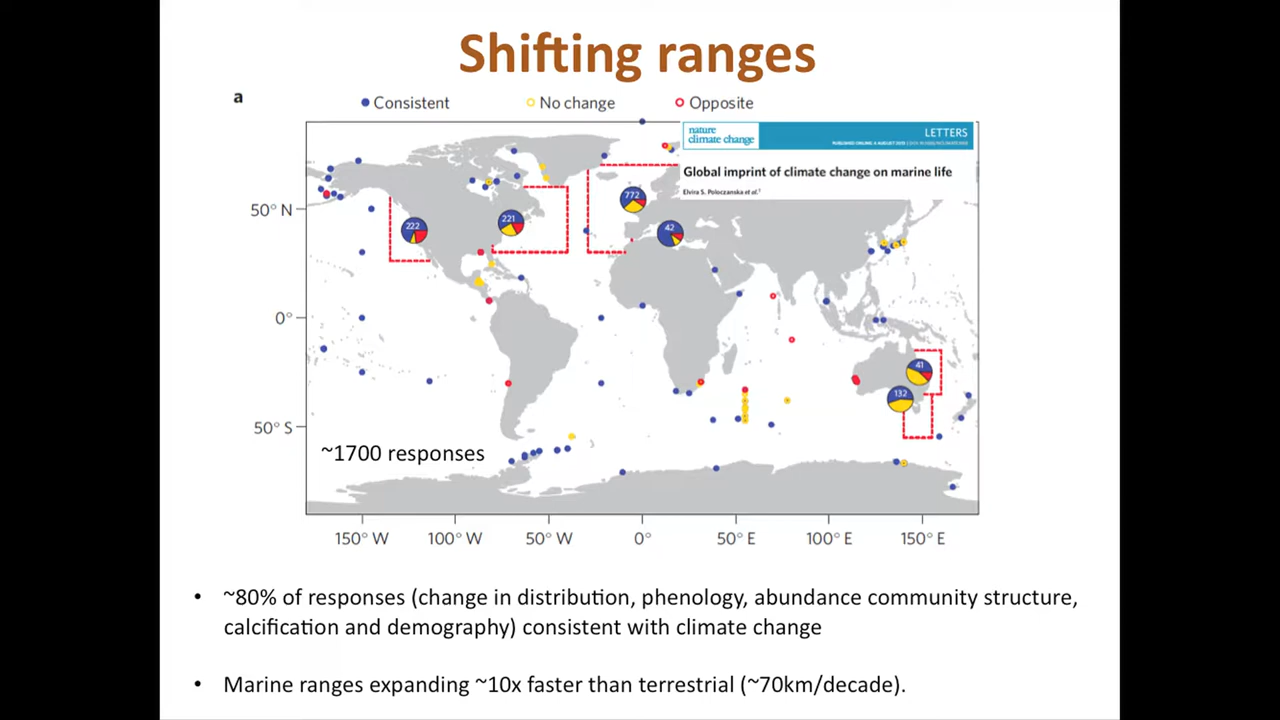 Shifting ranges
a
Consistent
No change
Opposite
nature
climate change
LETTERS
Global imprint of climate change on marine life
Elvira S. Poloczanska et al.
772
221
222
42
41
132
50° N
0°
50° S
~1700 responses
150° W
100° W
50° W
0°
50° E
100° E
150° E
• ~80% of responses (change in distribution, phenology, abundance community structure,
calcification and demography) consistent with climate change
• Marine ranges expanding ~10x faster than terrestrial (~70km/decade).